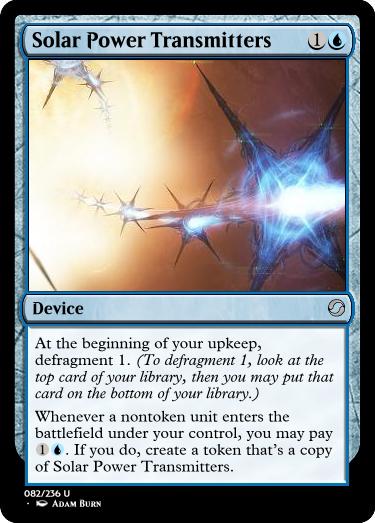 Solar Power Transmitters 1
Device
At the beginning of your upkeep,
defragment 1. (To defragment 1, look at the
top card of your library, then you may put that
card on the bottom of your library.)
Whenever a nontoken unit enters the
battlefield under your control, you may pay
1. If you do, create a token that's a copy
of Solar Power Transmitters.
082/236 U
· Adam Burn